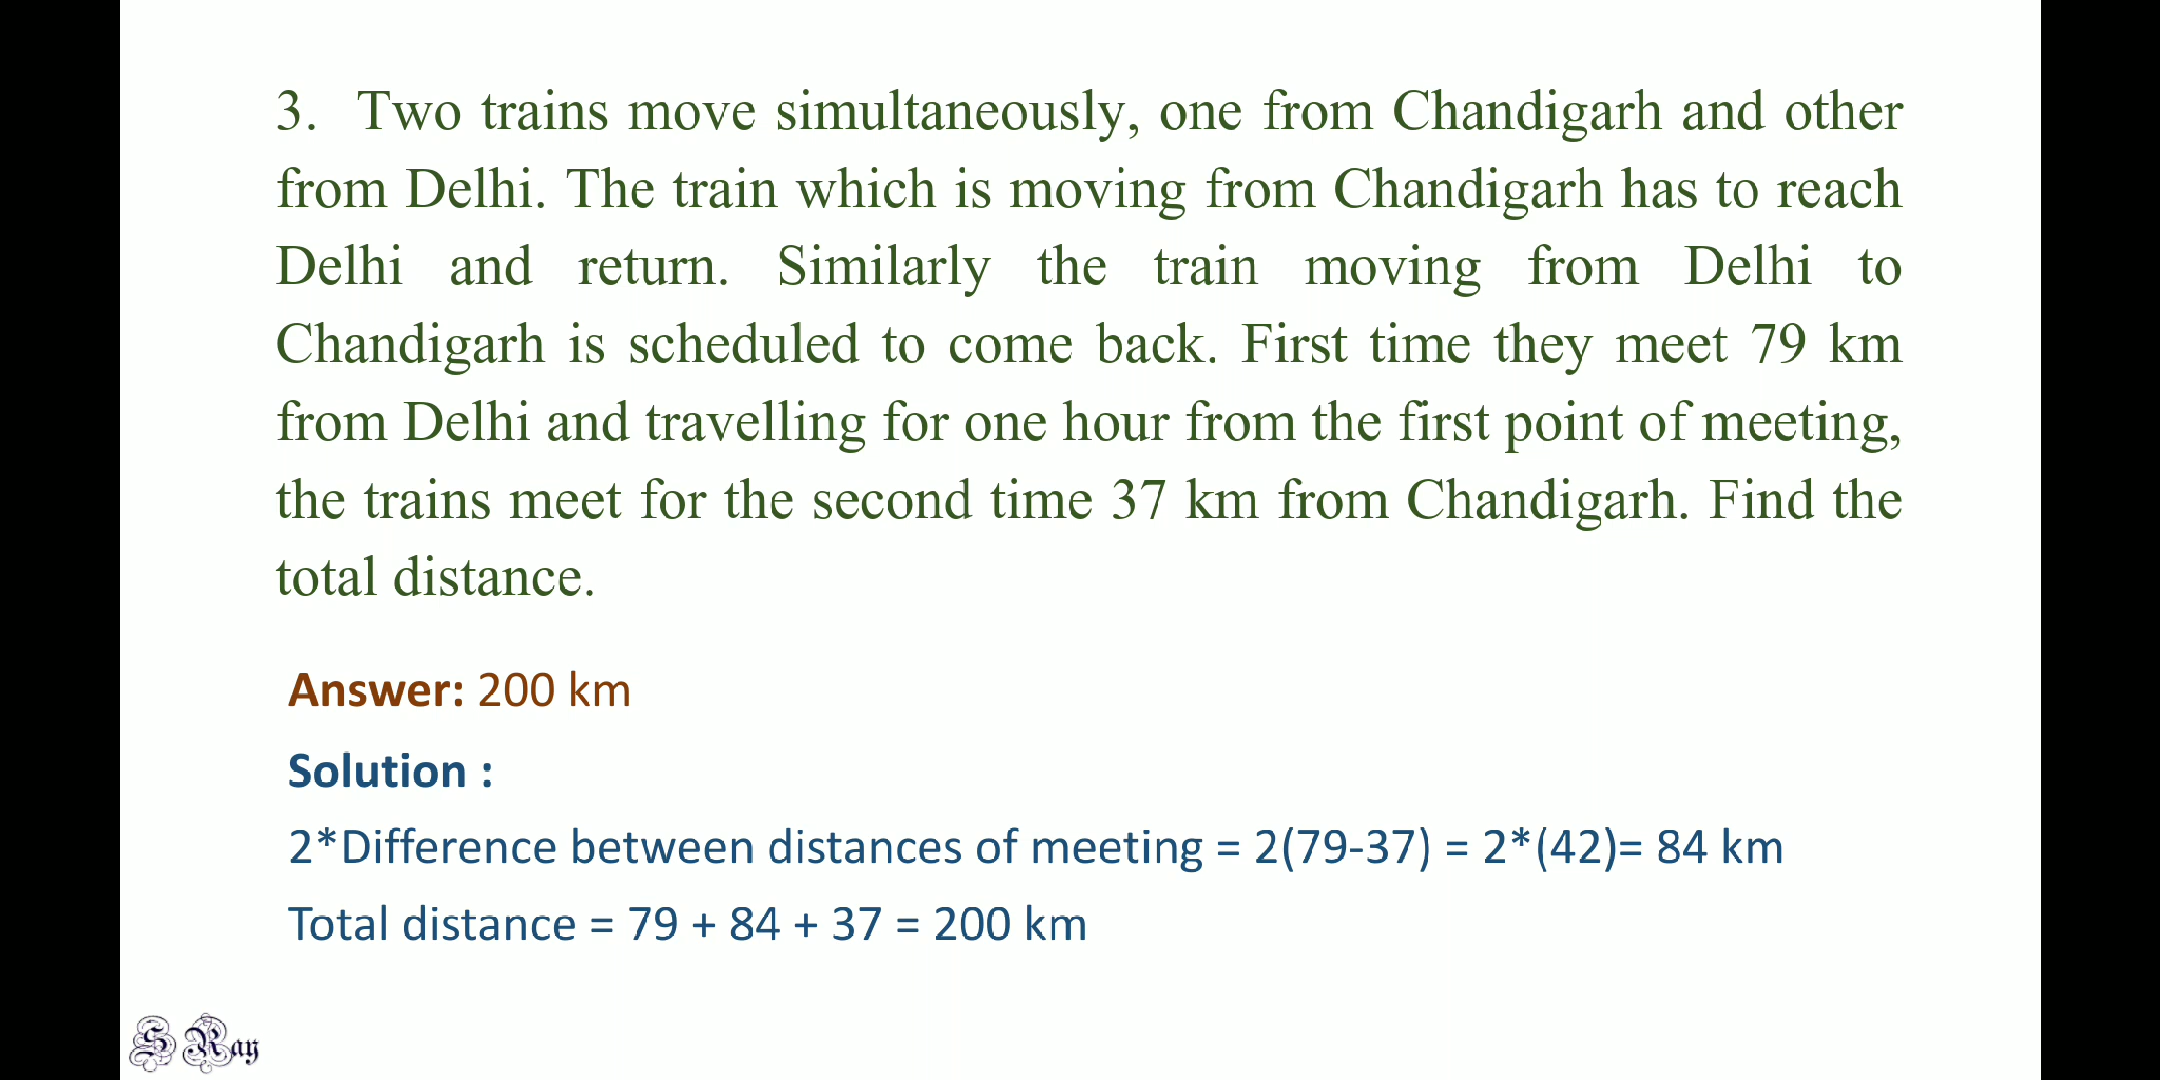 3. Two trains move simultaneously, one from Chandigarh and other
from Delhi. The train which is moving from Chandigarh has to reach
Delhi and return. Similarly the train moving from Delhi to
Chandigarh is scheduled to come back. First time they meet 79 km
from Delhi and travelling for one hour from the first point of meeting,
the trains meet for the second time 37 km from Chandigarh. Find the
total distance.
Answer: 200 km
Solution :
2*Difference between distances of meeting = 2(79-37) = 2*(42)= 84 km
Total distance = 79 + 84 + 37 = 200 km
S Ray